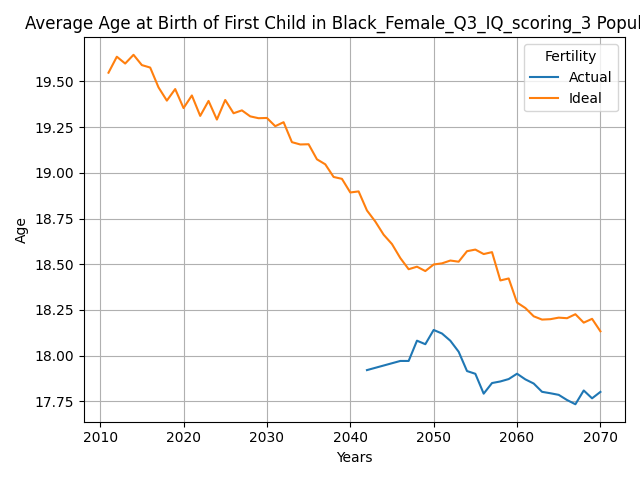 Average Age at Birth of First Child in Black_Female_Q3_IQ_scoring_3 Popul
Fertility
Actual
Ideal
19.50
19.25
19.00
18.75
18.50
18.25
18.00
17.75
Age
2010 2020 2030 2040 2050 2060 2070
Years